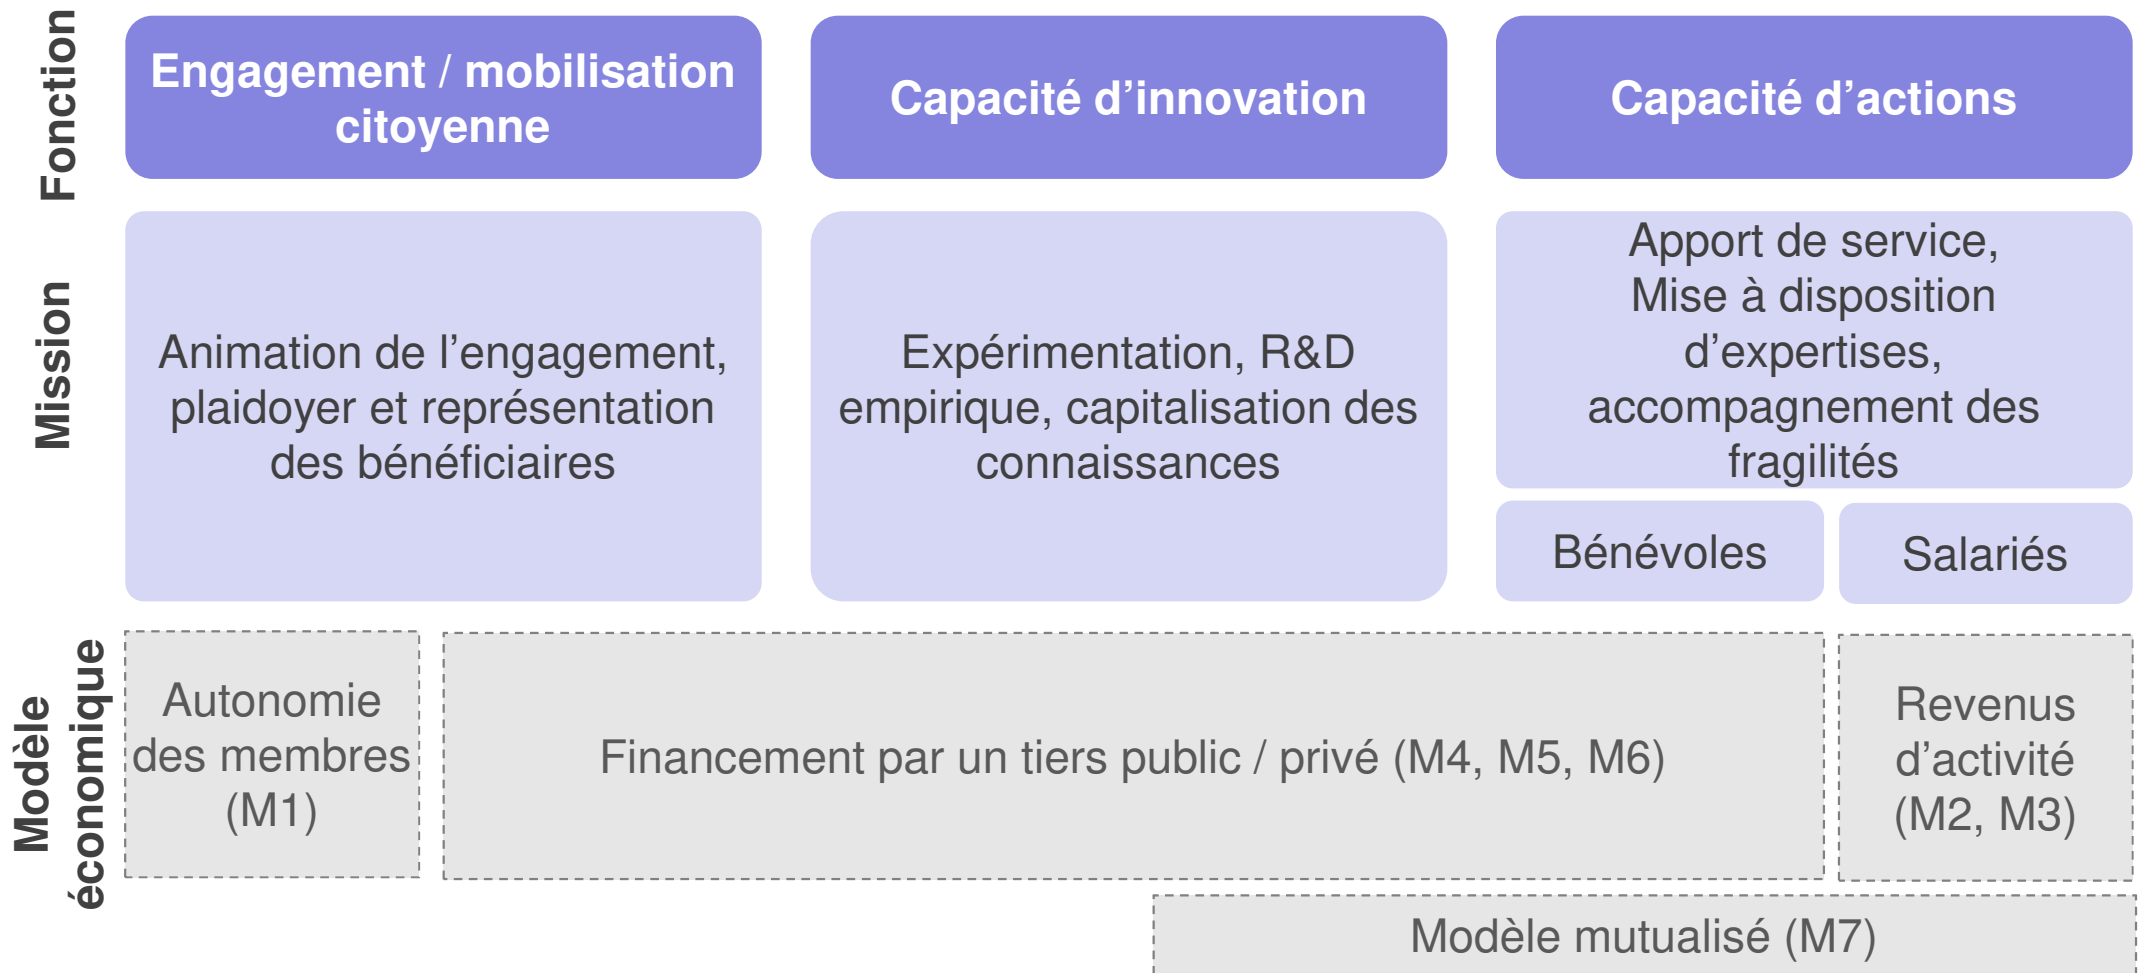 Fonction
Engagement / mobilisation
citoyenne
Capacité d’innovation
Capacité d’actions
Mission
Animation de l’engagement,
plaidoyer et représentation
des bénéficiaires
Expérimentation, R&D
empirique, capitalisation des
connaissances
Apport de service,
Mise à disposition
d’expertises,
accompagnement des
fragilités
Bénévoles
Salariés
Modèle
économique
Autonomie
des membres
(M1)
Financement par un tiers public / privé (M4, M5, M6)
Revenus
d’activité
(M2, M3)
Modèle mutualisé (M7)